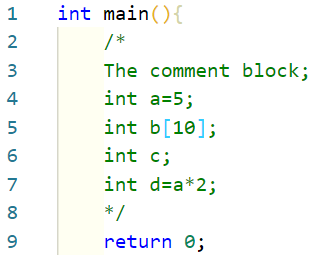 1 int main(){
2 /*
3 The comment block;
4 int a=5;
5 int b[10];
6 int c;
7 int d=a*2;
8 */
9 return 0;